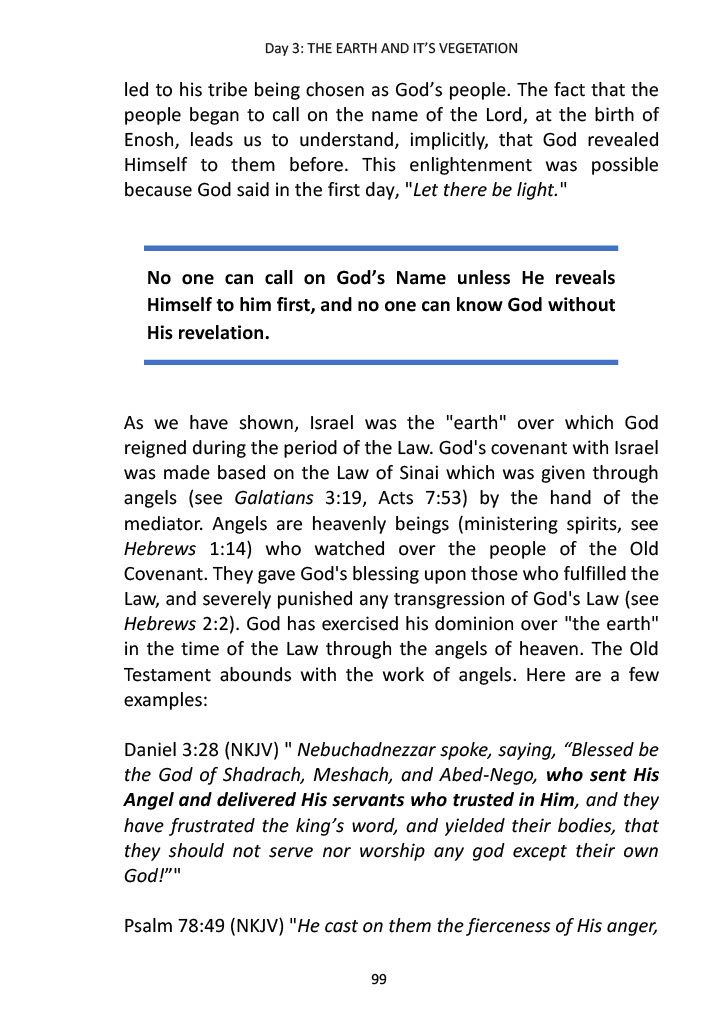 Day 3: THE EARTH AND IT’S VEGETATION
led to his tribe being chosen as God’s people. The fact that the
people began to call on the name of the Lord, at the birth of
Enosh, leads us to understand, implicitly, that God revealed
Himself to them before. This enlightenment was possible
because God said in the first day, "Let there be light."
No one can call on God’s Name unless He reveals
Himself to him first, and no one can know God without
His revelation.
As we have shown, Israel was the "earth" over which God
reigned during the period of the Law. God's covenant with Israel
was made based on the Law of Sinai which was given through
angels (see Galatians 3:19, Acts 7:53) by the hand of the
mediator. Angels are heavenly beings (ministering spirits, see
Hebrews 1:14) who watched over the people of the Old
Covenant. They gave God's blessing upon those who fulfilled the
Law, and severely punished any transgression of God's Law (see
Hebrews 2:2). God has exercised his dominion over "the earth"
in the time of the Law through the angels of heaven. The Old
Testament abounds with the work of angels. Here are a few
examples:
Daniel 3:28 (NKJV) " Nebuchadnezzar spoke, saying, “Blessed be
the God of Shadrach, Meshach, and Abed-Nego, who sent His
Angel and delivered His servants who trusted in Him, and they
have frustrated the king’s word, and yielded their bodies, that
they should not serve nor worship any god except their own
God!”"
Psalm 78:49 (NKJV) "He cast on them the fierceness of His anger,
99